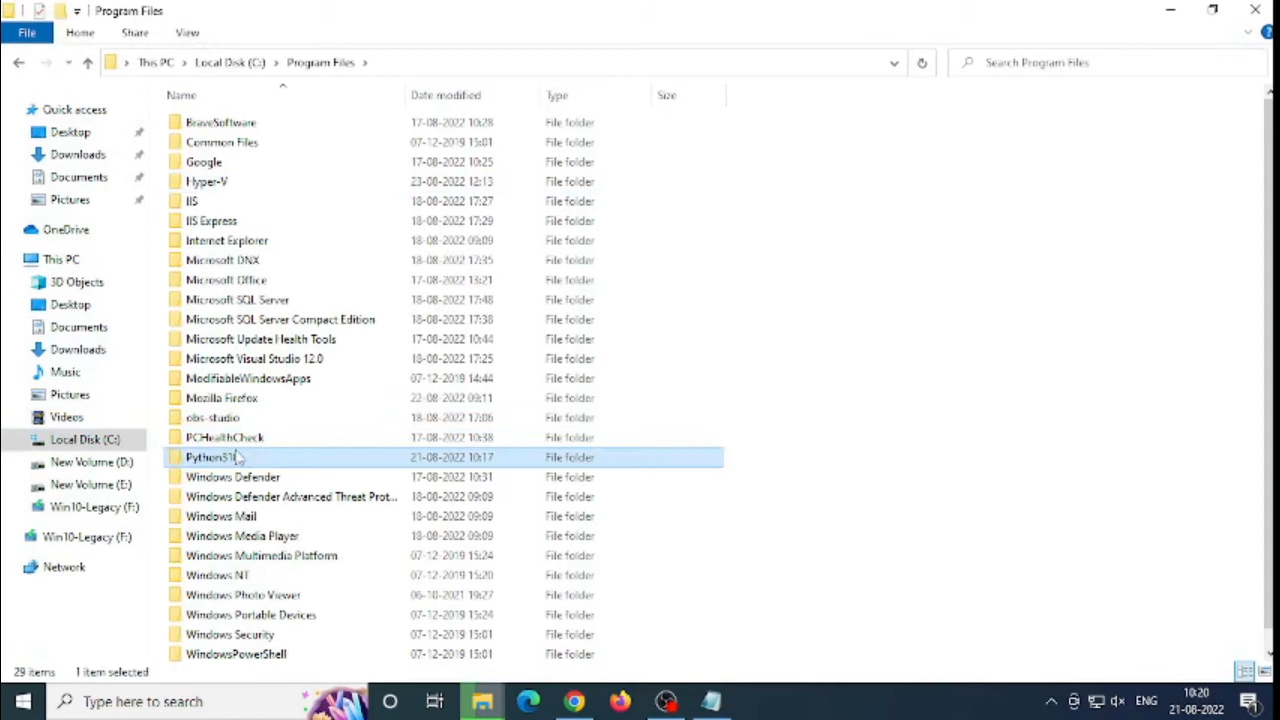 Program Files
File Home Share View
This PC Local Disk (C:) Program Files Search Program Files
Name Date modified Type Size
Quick access
Desktop
Downloads
Documents
Pictures
OneDrive
This PC
3D Objects
Desktop
Documents
Downloads
Music
Pictures
Videos
Local Disk (C:)
New Volume (D:)
New Volume (E:)
Win10-Legacy (F:)
Win10-Legacy (F:)
Network
BraveSoftware 17-08-2022 10:28 File folder
Common Files 07-12-2019 15:01 File folder
Google 17-08-2022 10:25 File folder
Hyper-V 23-08-2022 12:13 File folder
IIS 18-08-2022 17:27 File folder
IIS Express 18-08-2022 17:29 File folder
Internet Explorer 18-08-2022 09:09 File folder
Microsoft DNX 18-08-2022 17:35 File folder
Microsoft Office 17-08-2022 13:21 File folder
Microsoft SQL Server 18-08-2022 17:48 File folder
Microsoft SQL Server Compact Edition 18-08-2022 17:38 File folder
Microsoft Update Health Tools 17-08-2022 10:44 File folder
Microsoft Visual Studio 12.0 18-08-2022 17:25 File folder
ModifiableWindowsApps 07-12-2019 14:44 File folder
Mozilla Firefox 22-08-2022 09:11 File folder
obs-studio 18-08-2022 17:06 File folder
PCHealthCheck 17-08-2022 10:38 File folder
21-08-2022 10:17 File folder
Windows Defender 17-08-2022 10:31 File folder
Windows Defender Advanced Threat Prot... 18-08-2022 09:09 File folder
Windows Mail 18-08-2022 09:09 File folder
Windows Media Player 18-08-2022 09:09 File folder
Windows Multimedia Platform 07-12-2019 15:24 File folder
Windows NT 07-12-2019 15:20 File folder
Windows Photo Viewer 06-10-2021 19:27 File folder
Windows Portable Devices 07-12-2019 15:24 File folder
Windows Security 07-12-2019 15:01 File folder
WindowsPowerShell 07-12-2019 15:01 File folder
29 items 1 item selected
Type here to search
ENG
10:20
21-08-2022